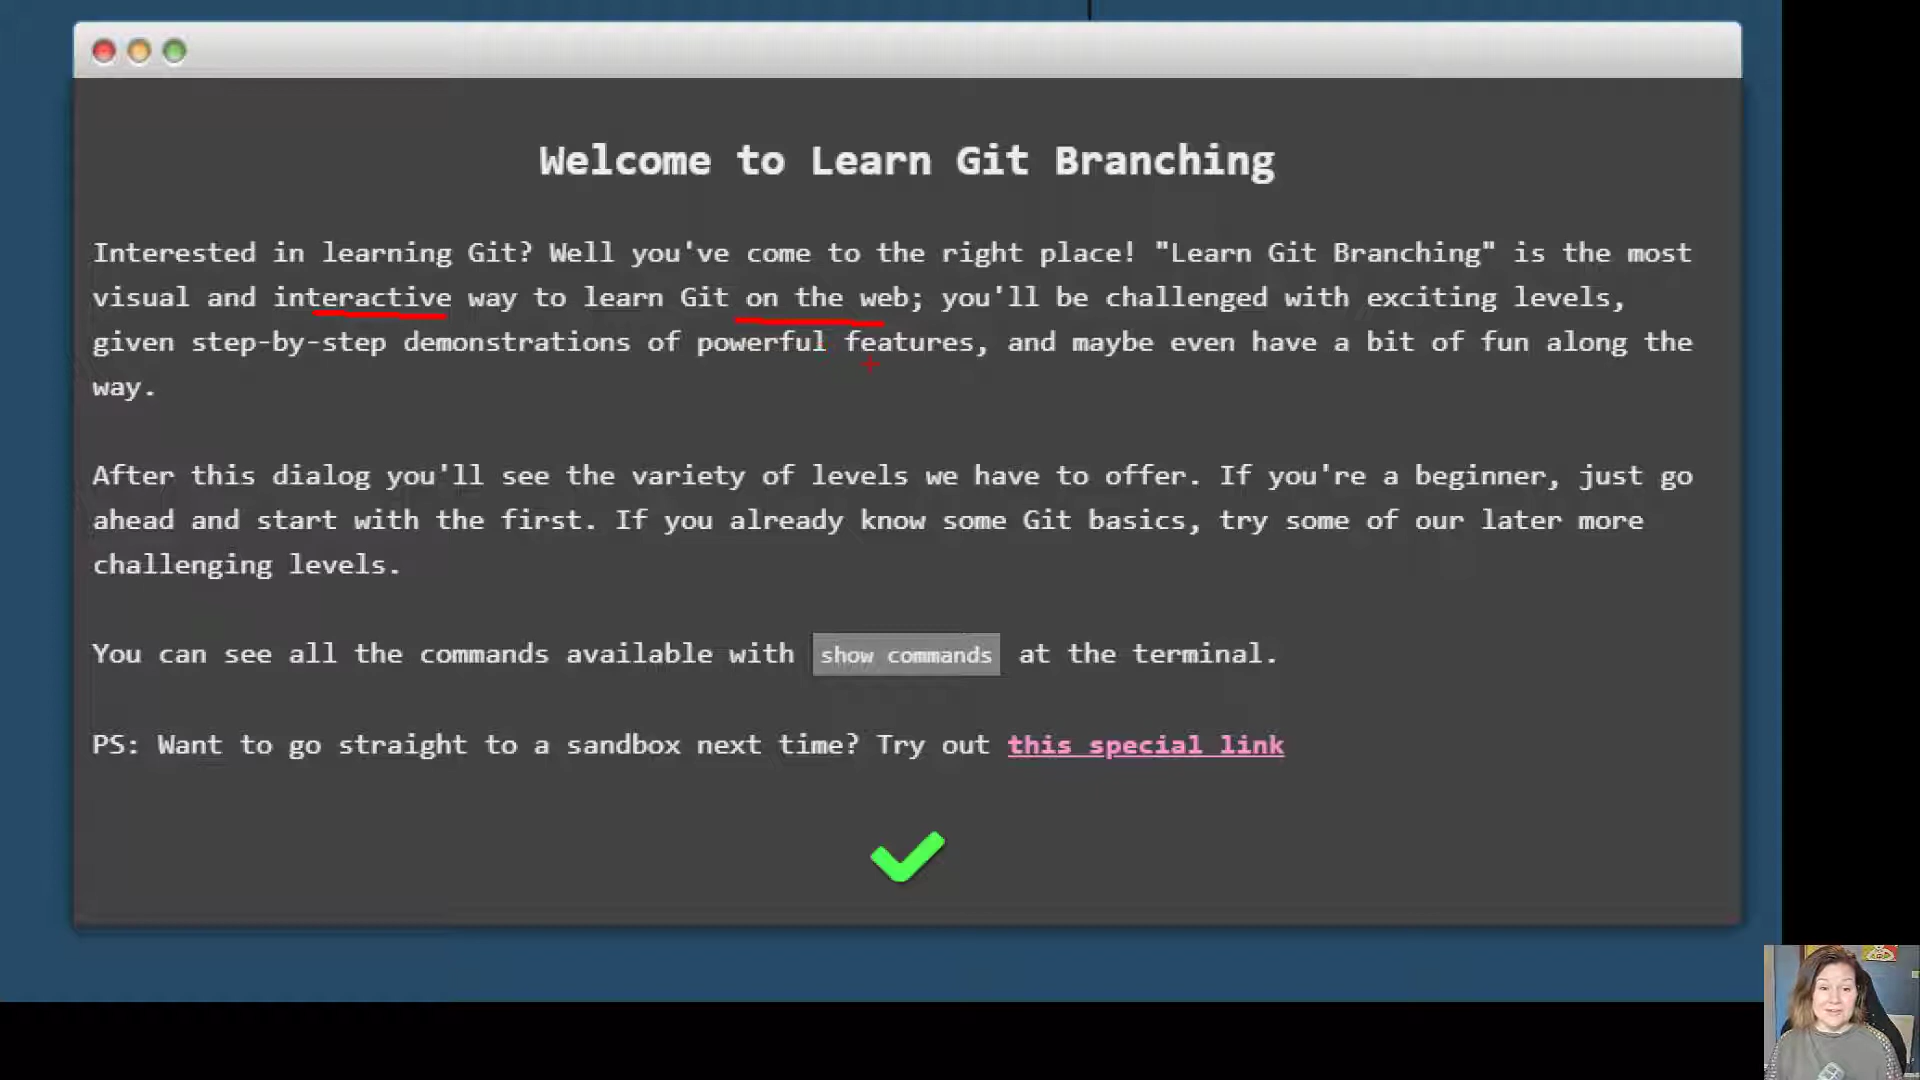 Welcome to Learn Git Branching
Interested in learning Git? Well you've come to the right place! "Learn Git Branching" is the most
visual and interactive way to learn Git on the web; you'll be challenged with exciting levels,
given step-by-step demonstrations of powerful features, and maybe even have a bit of fun along the
way.
After this dialog you'll see the variety of levels we have to offer. If you're a beginner, just go
ahead and start with the first. If you already know some Git basics, try some of our later more
challenging levels.
You can see all the commands available with show commands at the terminal.
PS: Want to go straight to a sandbox next time? Try out this special link